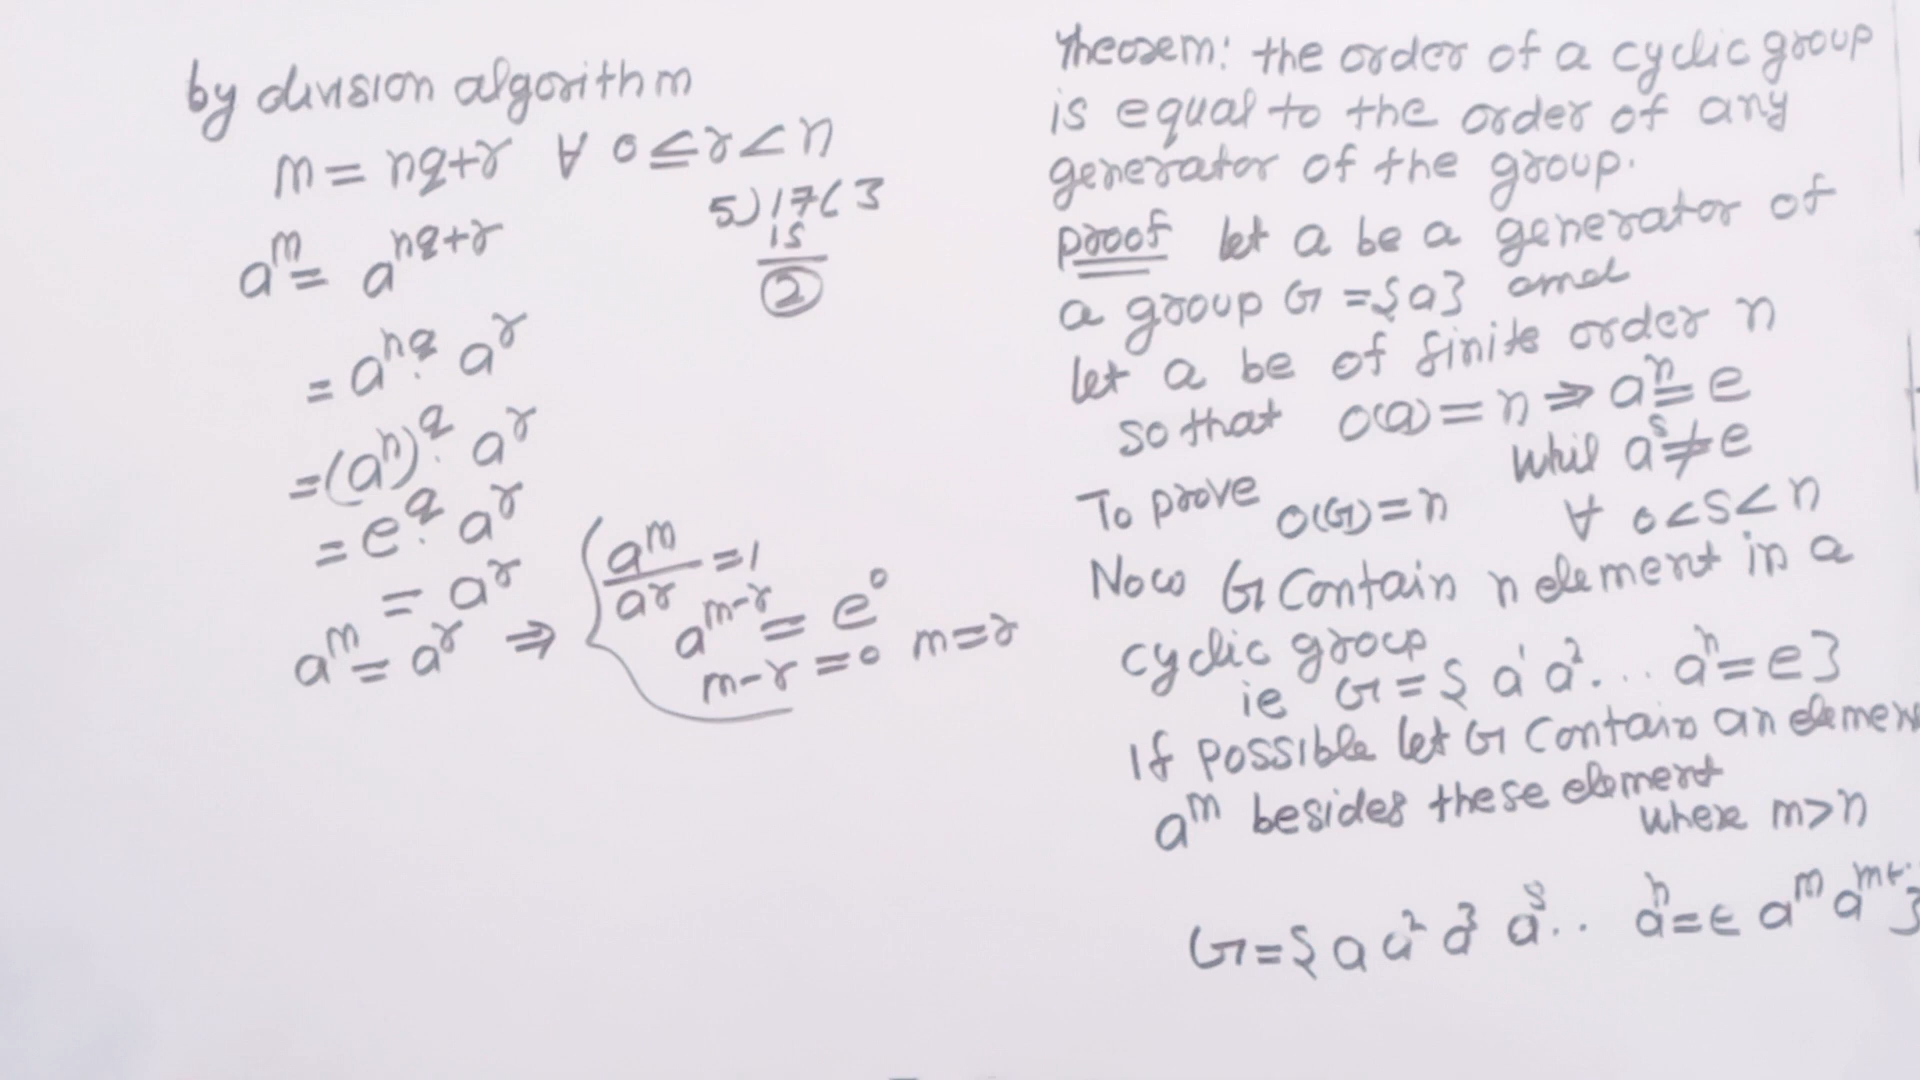 by division algorithm
m = nq+r ∀ 0≤r<n
5)17(3
15
2
a^m = a^{nq+r}
= a^{nq} . a^r
= (a^n)^q . a^r
= e^q . a^r
= a^r
a^m = a^r ⇒
a^m/a^r = 1
a^{m-r} = e^0
m-r = 0 m=r
Theorem: the order of a cyclic group
is equal to the order of any
generator of the group.
proof let a be a generator of
a group G = {a} and
let a be of finite order n
so that o(a) = n ⇒ a^n = e
whil a^s ≠ e
To prove o(G) = n ∀ 0<s<n
Now G Contain n element in a
cyclic group
ie G = { a^1 a^2 . . . . a^n = e }
If possible let G Contain an elemen
a^m besides these element
where m>n
G = { a a^2 a^3 a^s . . a^n = e a^m a^{m+ }